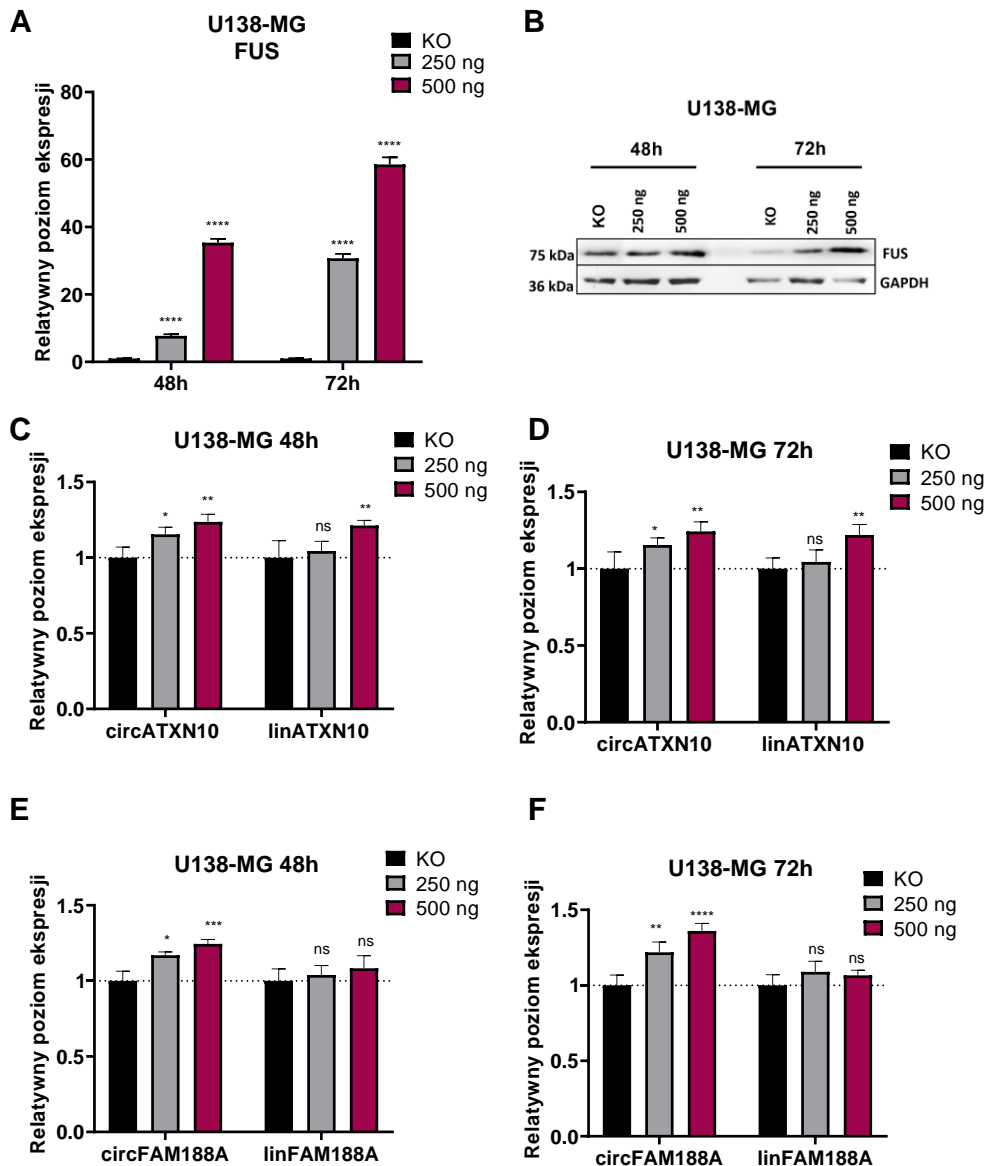 A
U138-MG
FUS
KO
250 ng
500 ng
Relatywny poziom ekspresji
80
60
40
20
0
****
****
****
****
48h
72h
B
U138-MG
48h
72h
KO
250 ng
500 ng
KO
250 ng
500 ng
75 kDa
FUS
36 kDa
GAPDH
C
U138-MG 48h
KO
250 ng
500 ng
Relatywny poziom ekspresji
1.5
1
0.5
0.0
*
**
ns
**
circATXN10
linATXN10
D
U138-MG 72h
KO
250 ng
500 ng
Relatywny poziom ekspresji
1.5
1
0.5
0.0
*
**
ns
**
circATXN10
linATXN10
E
U138-MG 48h
KO
250 ng
500 ng
Relatywny poziom ekspresji
1.5
1
0.5
0.0
*
***
ns
ns
circFAM188A
linFAM188A
F
U138-MG 72h
KO
250 ng
500 ng
Relatywny poziom ekspresji
1.5
1
0.5
0.0
**
****
ns
ns
circFAM188A
linFAM188A